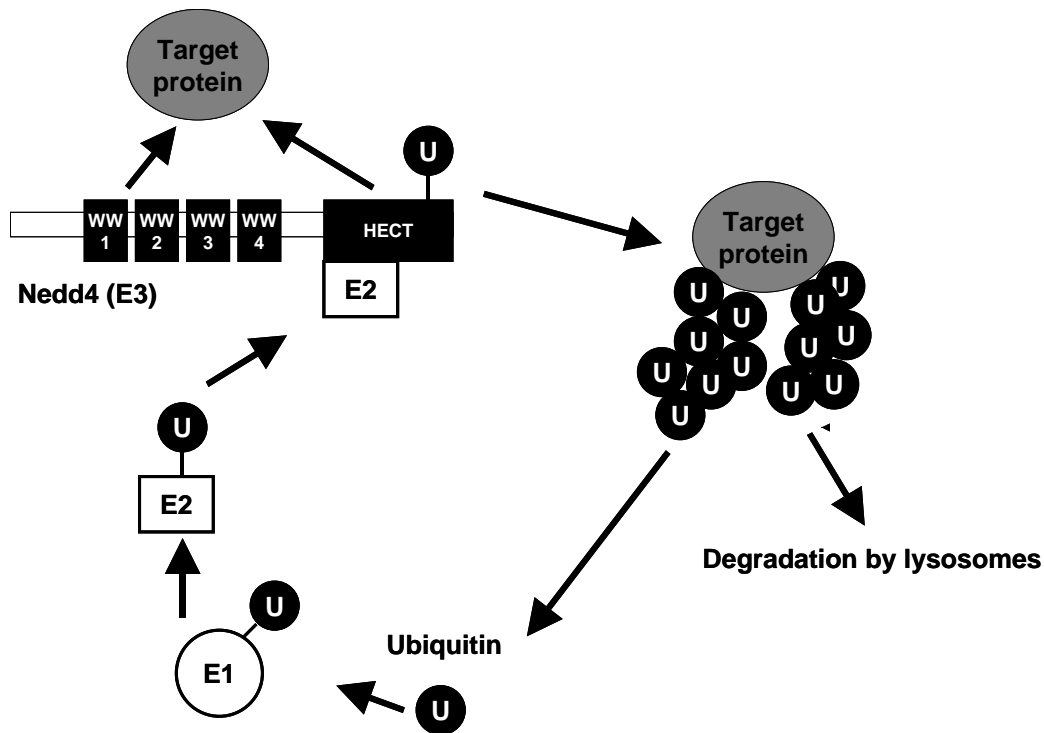 Target
protein
U
WW
1
WW
2
WW
3
WW
4
HECT
E2
Nedd4 (E3)
Target
protein
U
U
U
U
U
U
U
U
U
U
U
U
U
U
E2
Degradation by lysosomes
U
E1
Ubiquitin
U